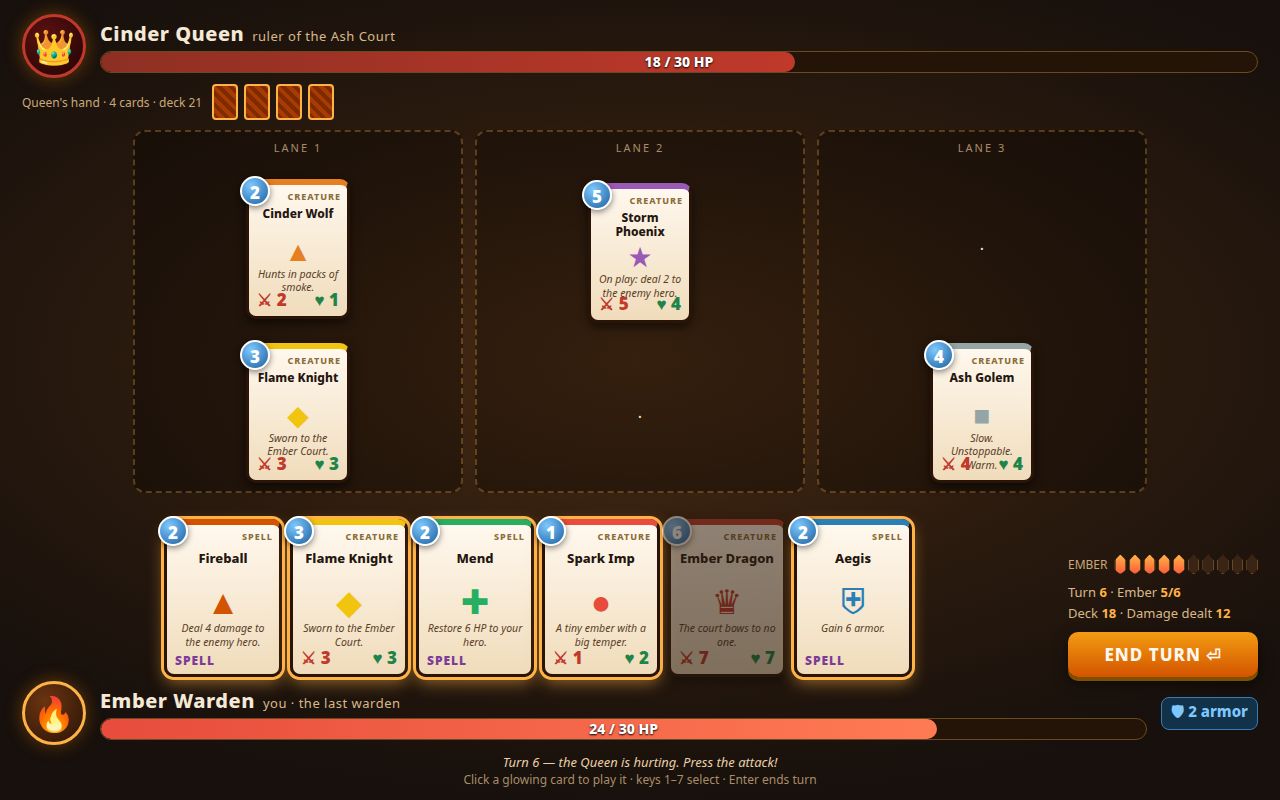 Cinder Queen ruler of the Ash Court
18 / 30 HP
Queen's hand · 4 cards · deck 21
LANE 1
LANE 2
LANE 3
2
CREATURE
Cinder Wolf
Hunts in packs of
smoke.
2
1
5
CREATURE
Storm
Phoenix
On play: deal 2 to
the enemy hero.
5
4
3
CREATURE
Flame Knight
Sworn to the
Ember Court.
3
3
4
CREATURE
Ash Golem
Slow.
Unstoppable.
Warm.
4
4
2
SPELL
Fireball
Deal 4 damage to
the enemy hero.
SPELL
3
CREATURE
Flame Knight
Sworn to the Ember
Court.
3
3
2
SPELL
Mend
Restore 6 HP to your
hero.
SPELL
1
CREATURE
Spark Imp
A tiny ember with a
big temper.
1
2
6
CREATURE
Ember Dragon
The court bows to no
one.
7
7
2
SPELL
Aegis
Gain 6 armor.
SPELL
EMBER
Turn 6 · Ember 5/6
Deck 18 · Damage dealt 12
END TURN ⏎
Ember Warden you · the last warden
24 / 30 HP
2 armor
Turn 6 — the Queen is hurting. Press the attack!
Click a glowing card to play it · keys 1–7 select · Enter ends turn